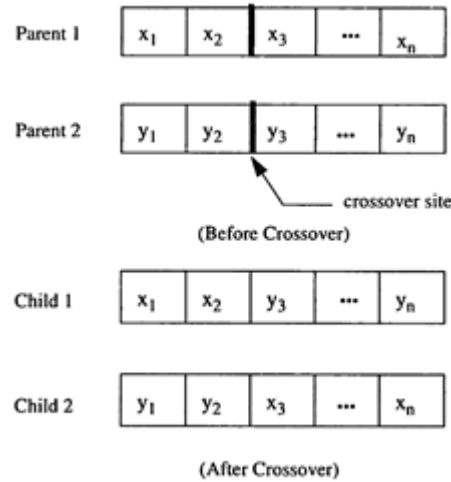 Parent 1 x₁ x₂ x₃ ... xₙ
Parent 2 y₁ y₂ y₃ ... yₙ
crossover site
(Before Crossover)
Child 1 x₁ x₂ y₃ ... yₙ
Child 2 y₁ y₂ x₃ ... xₙ
(After Crossover)